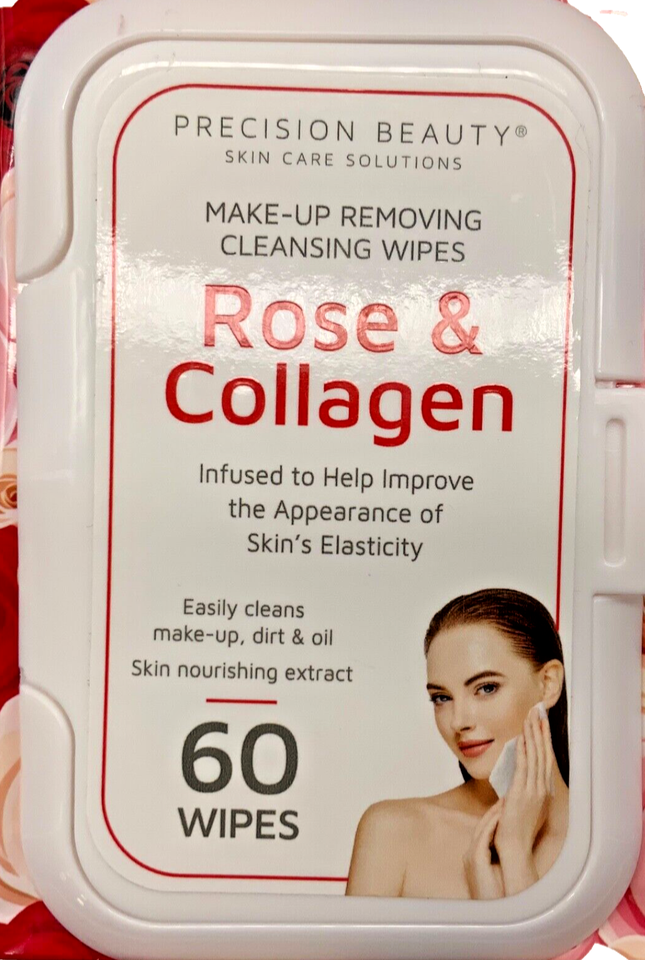 PRECISION BEAUTY®
SKIN CARE SOLUTIONS
MAKE-UP REMOVING
CLEANSING WIPES
Rose &
Collagen
Infused to Help Improve
the Appearance of
Skin's Elasticity
Easily cleans
make-up, dirt & oil
Skin nourishing extract
60
WIPES